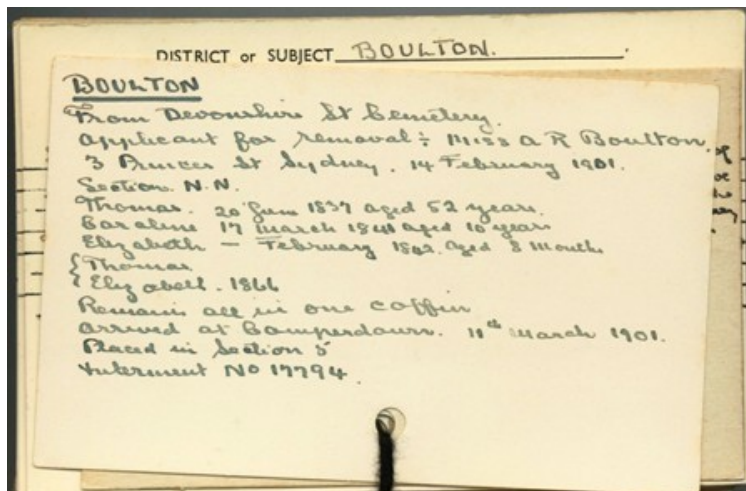 DISTRICT or SUBJECT BOULTON.
BOULTON
From Devonshire St Cemetery.
Applicant for removal :- Miss A R Boulton.
3 Princes St Sydney. 14 February 1901.
Section. N.N.
Thomas. 20 June 1837 aged 52 years.
Caroline 17 March 1841 aged 10 years
Elizabeth — February 1842. aged 8 Months
{ Thomas
{ Elizabeth. 1866
Remains all in one coffin
arrived at Camperdown. 11th March 1901.
Placed in Section 5
Interment No 17794.
of